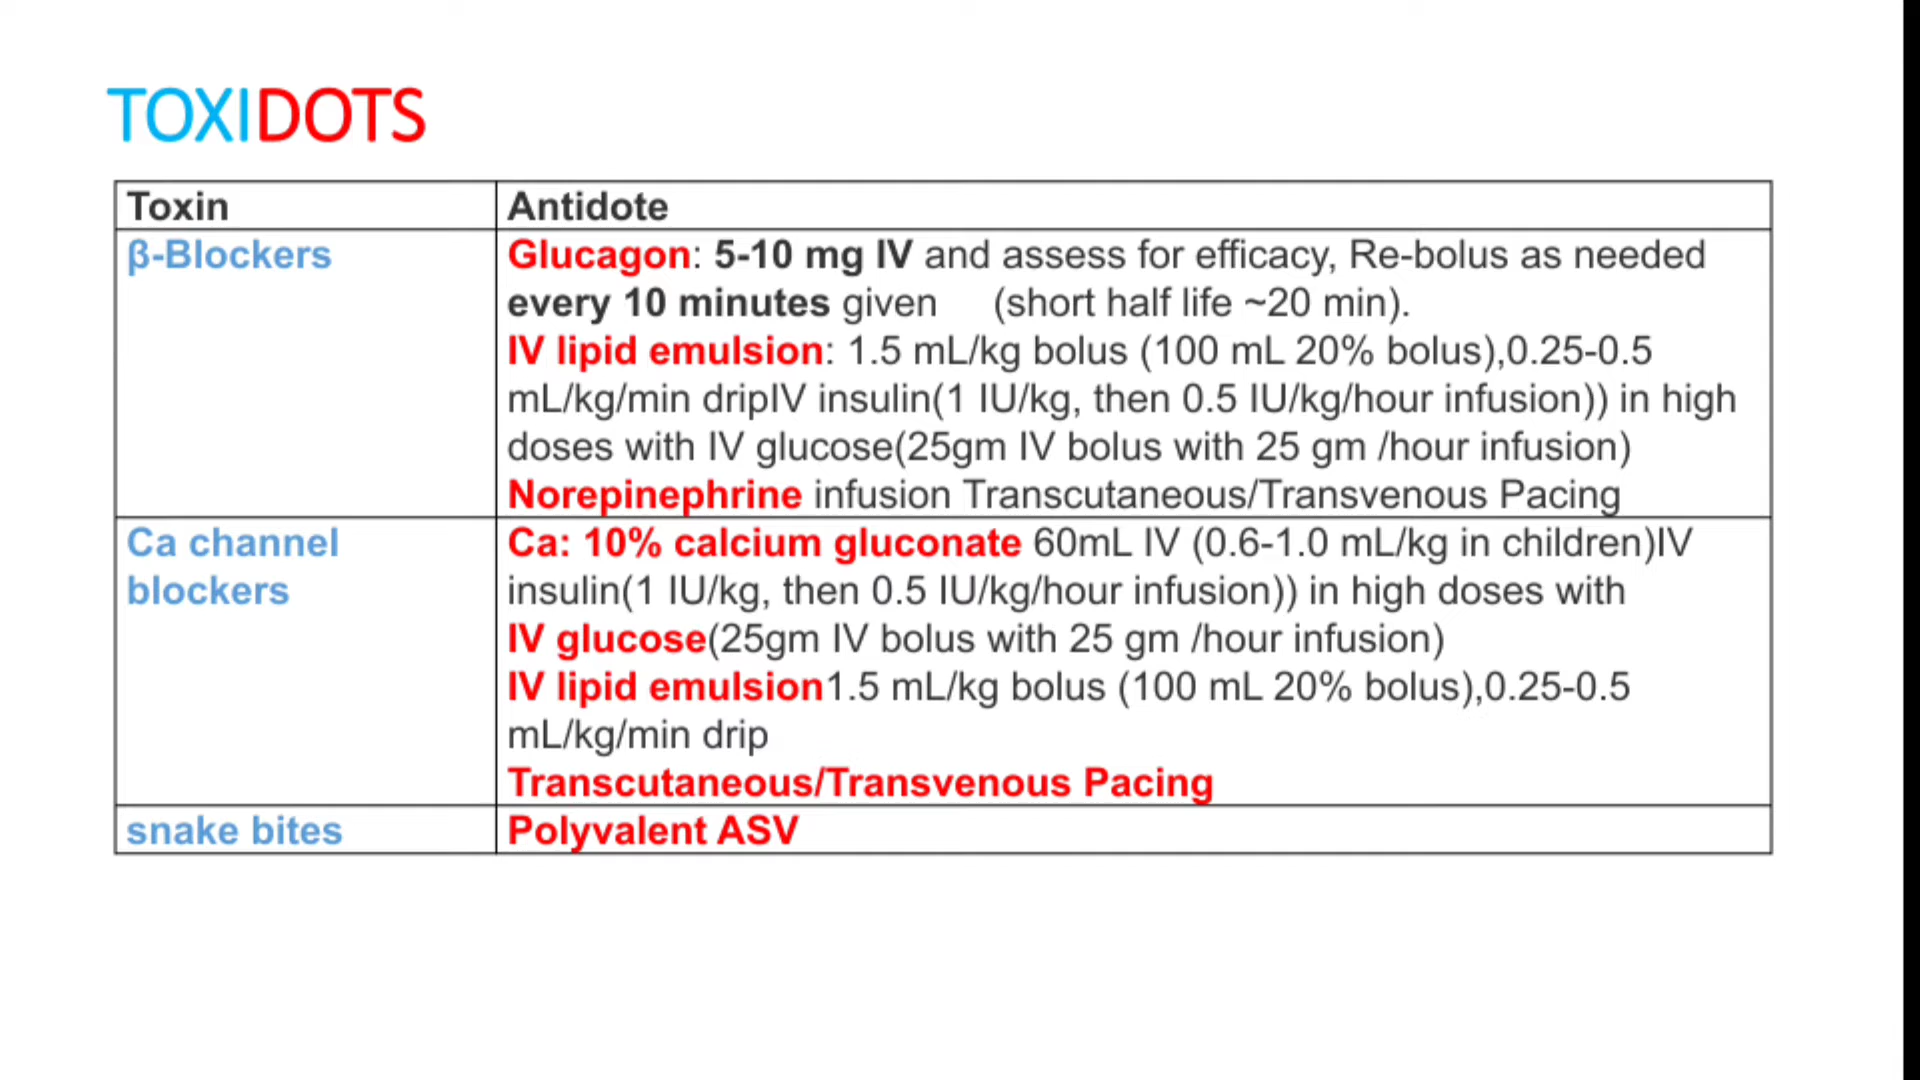 TOXIDOTS
Toxin
Antidote
β-Blockers
Glucagon: 5-10 mg IV and assess for efficacy, Re-bolus as needed
every 10 minutes given (short half life ~20 min).
IV lipid emulsion: 1.5 mL/kg bolus (100 mL 20% bolus),0.25-0.5
mL/kg/min dripIV insulin(1 IU/kg, then 0.5 IU/kg/hour infusion)) in high
doses with IV glucose(25gm IV bolus with 25 gm /hour infusion)
Norepinephrine infusion Transcutaneous/Transvenous Pacing
Ca channel
blockers
Ca: 10% calcium gluconate 60mL IV (0.6-1.0 mL/kg in children)IV
insulin(1 IU/kg, then 0.5 IU/kg/hour infusion)) in high doses with
IV glucose(25gm IV bolus with 25 gm /hour infusion)
IV lipid emulsion1.5 mL/kg bolus (100 mL 20% bolus),0.25-0.5
mL/kg/min drip
Transcutaneous/Transvenous Pacing
snake bites
Polyvalent ASV